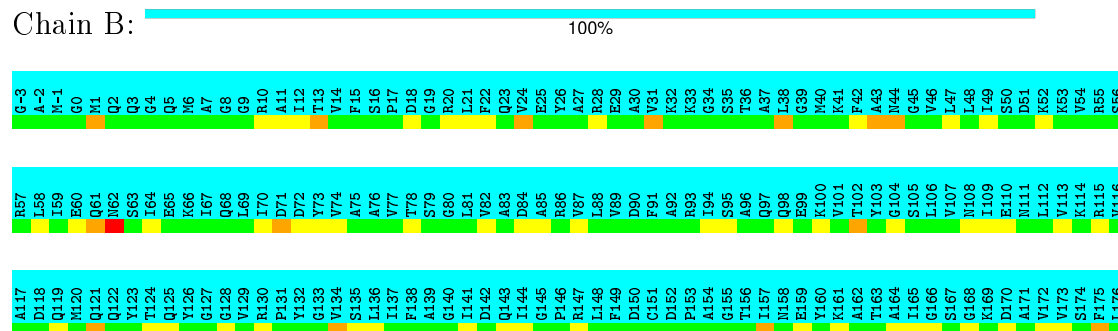 Chain B:
100%
G-3 A-2 M-1 G0 M1 Q2 Q3 G4 Q5 M6 A7 G8 G9 R10 A11 I12 T13 V14 F15 S16 P17 D18 G19 R20 L21 F22 Q23 V24 E25 Y26 A27 R28 E29 A30 V31 K32 K33 G34 S35 T36 A37 L38 G39 M40 K41 F42 A43 N44 G45 V46 L47 L48 I49 S50 D51 K52 K53 V54 R55 S56
R57 L58 I59 E60 Q61 N62 S63 I64 E65 K66 I67 Q68 L69 I70 D71 D72 Y73 V74 A75 A76 V77 T78 S79 G80 L81 V82 A83 D84 A85 R86 V87 L88 V89 D90 F91 A92 R93 I94 S95 A96 Q97 Q98 E99 K100 V101 T102 Y103 G104 S105 L106 V107 N108 I109 E110 N111 L112 V113 K114 R115
A117 D118 Q119 M120 Q121 Q122 Y123 T124 Q125 Y126 G127 G128 V129 R130 P131 Y132 G133 V134 S135 L136 I137 F138 A139 G140 I141 D142 Q143 I144 G145 P146 R147 L148 F149 D150 C151 D152 P153 A154 G155 T156 I157 N158 E159 Y160 K161 A162 T163 A164 I165 G166 S167 G168 K169 D170 A171 V172 V173 S174 F175 I176